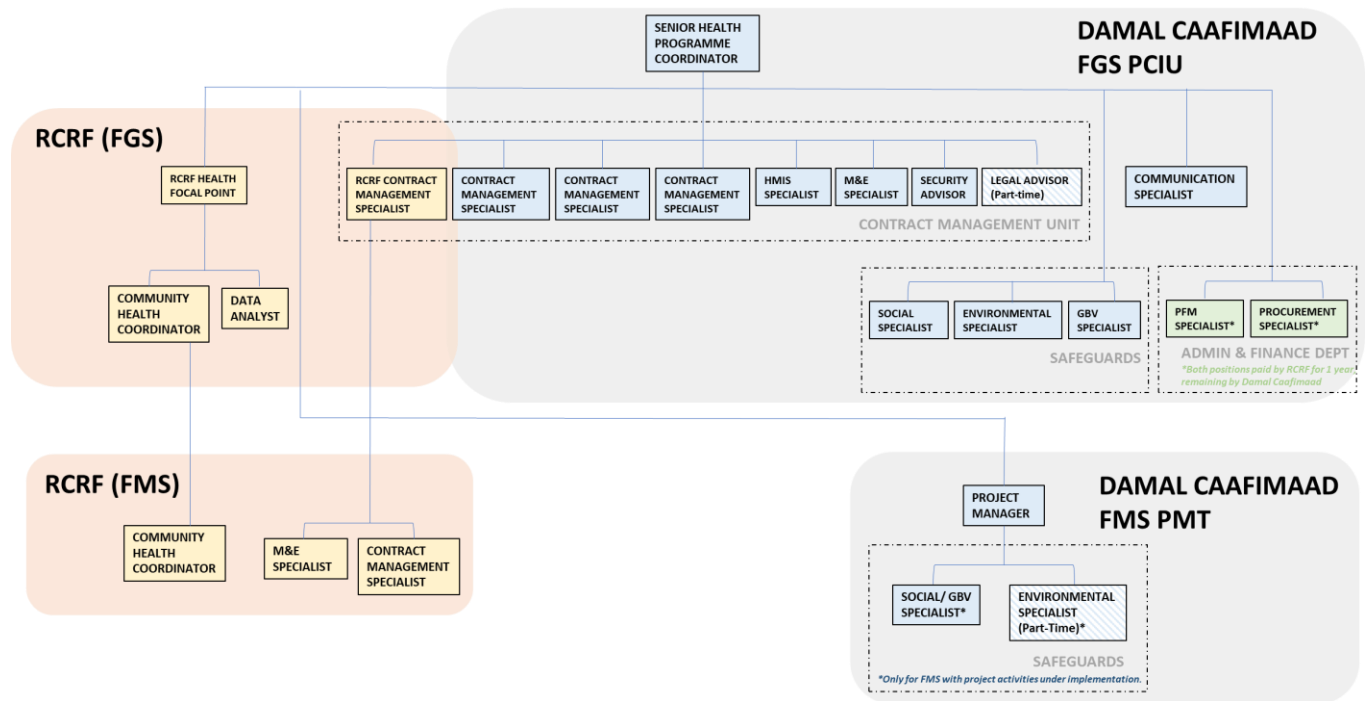 SENIOR HEALTH
PROGRAMME
COORDINATOR
DAMAL CAAFIMAAD
FGS PCIU
RCRF (FGS)
RCRF HEALTH
FOCAL POINT
RCRF CONTRACT
MANAGEMENT
SPECIALIST
CONTRACT
MANAGEMENT
SPECIALIST
CONTRACT
MANAGEMENT
SPECIALIST
CONTRACT
MANAGEMENT
SPECIALIST
HMIS
SPECIALIST
M&E
SPECIALIST
SECURITY
ADVISOR
LEGAL ADVISOR
(Part-time)
CONTRACT MANAGEMENT UNIT
COMMUNICATION
SPECIALIST
COMMUNITY
HEALTH
COORDINATOR
DATA
ANALYST
SOCIAL
SPECIALIST
ENVIRONMENTAL
SPECIALIST
GBV
SPECIALIST
SAFEGUARDS
PFM
SPECIALIST*
PROCUREMENT
SPECIALIST*
ADMIN & FINANCE DEPT
*Both positions paid by RCRF for 1 year,
remaining by Damal Caafimaad
RCRF (FMS)
COMMUNITY
HEALTH
COORDINATOR
M&E
SPECIALIST
CONTRACT
MANAGEMENT
SPECIALIST
PROJECT
MANAGER
DAMAL CAAFIMAAD
FMS PMT
SOCIAL/ GBV
SPECIALIST*
ENVIRONMENTAL
SPECIALIST
(Part-Time)*
SAFEGUARDS
*Only for FMS with project activities under implementation.